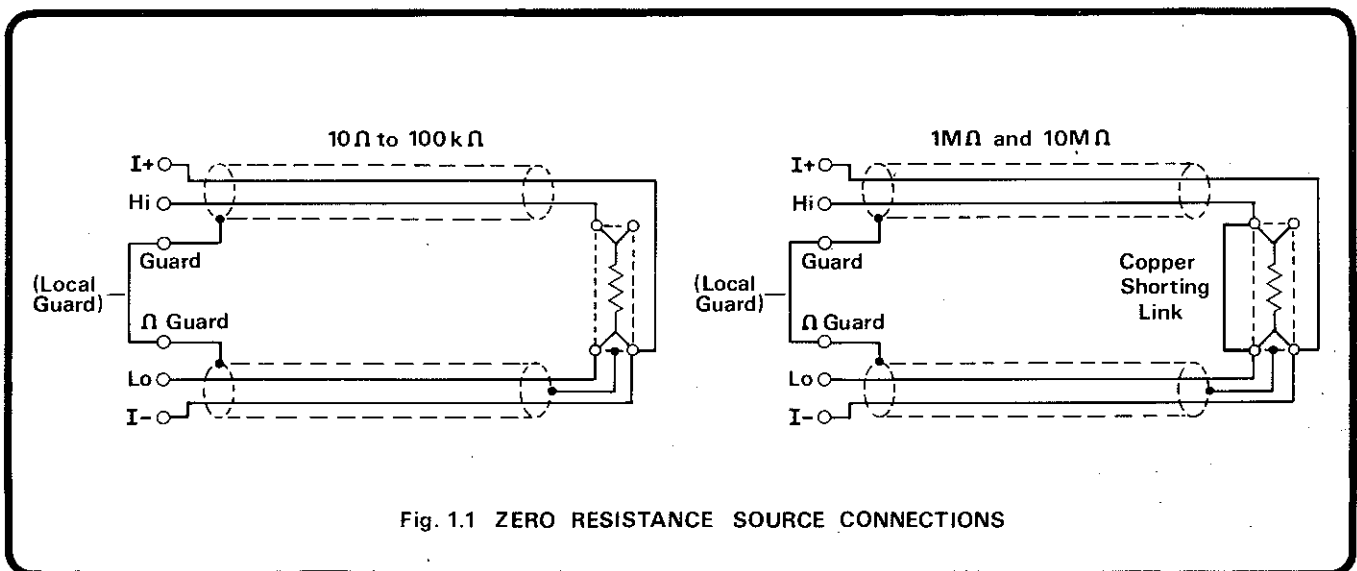 10Ω to 100kΩ
I+
Hi
Guard
(Local
Guard)
Ω Guard
Lo
I-
1MΩ and 10MΩ
I+
Hi
Guard
(Local
Guard)
Ω Guard
Lo
I-
Copper
Shorting
Link
Fig. 1.1 ZERO RESISTANCE SOURCE CONNECTIONS